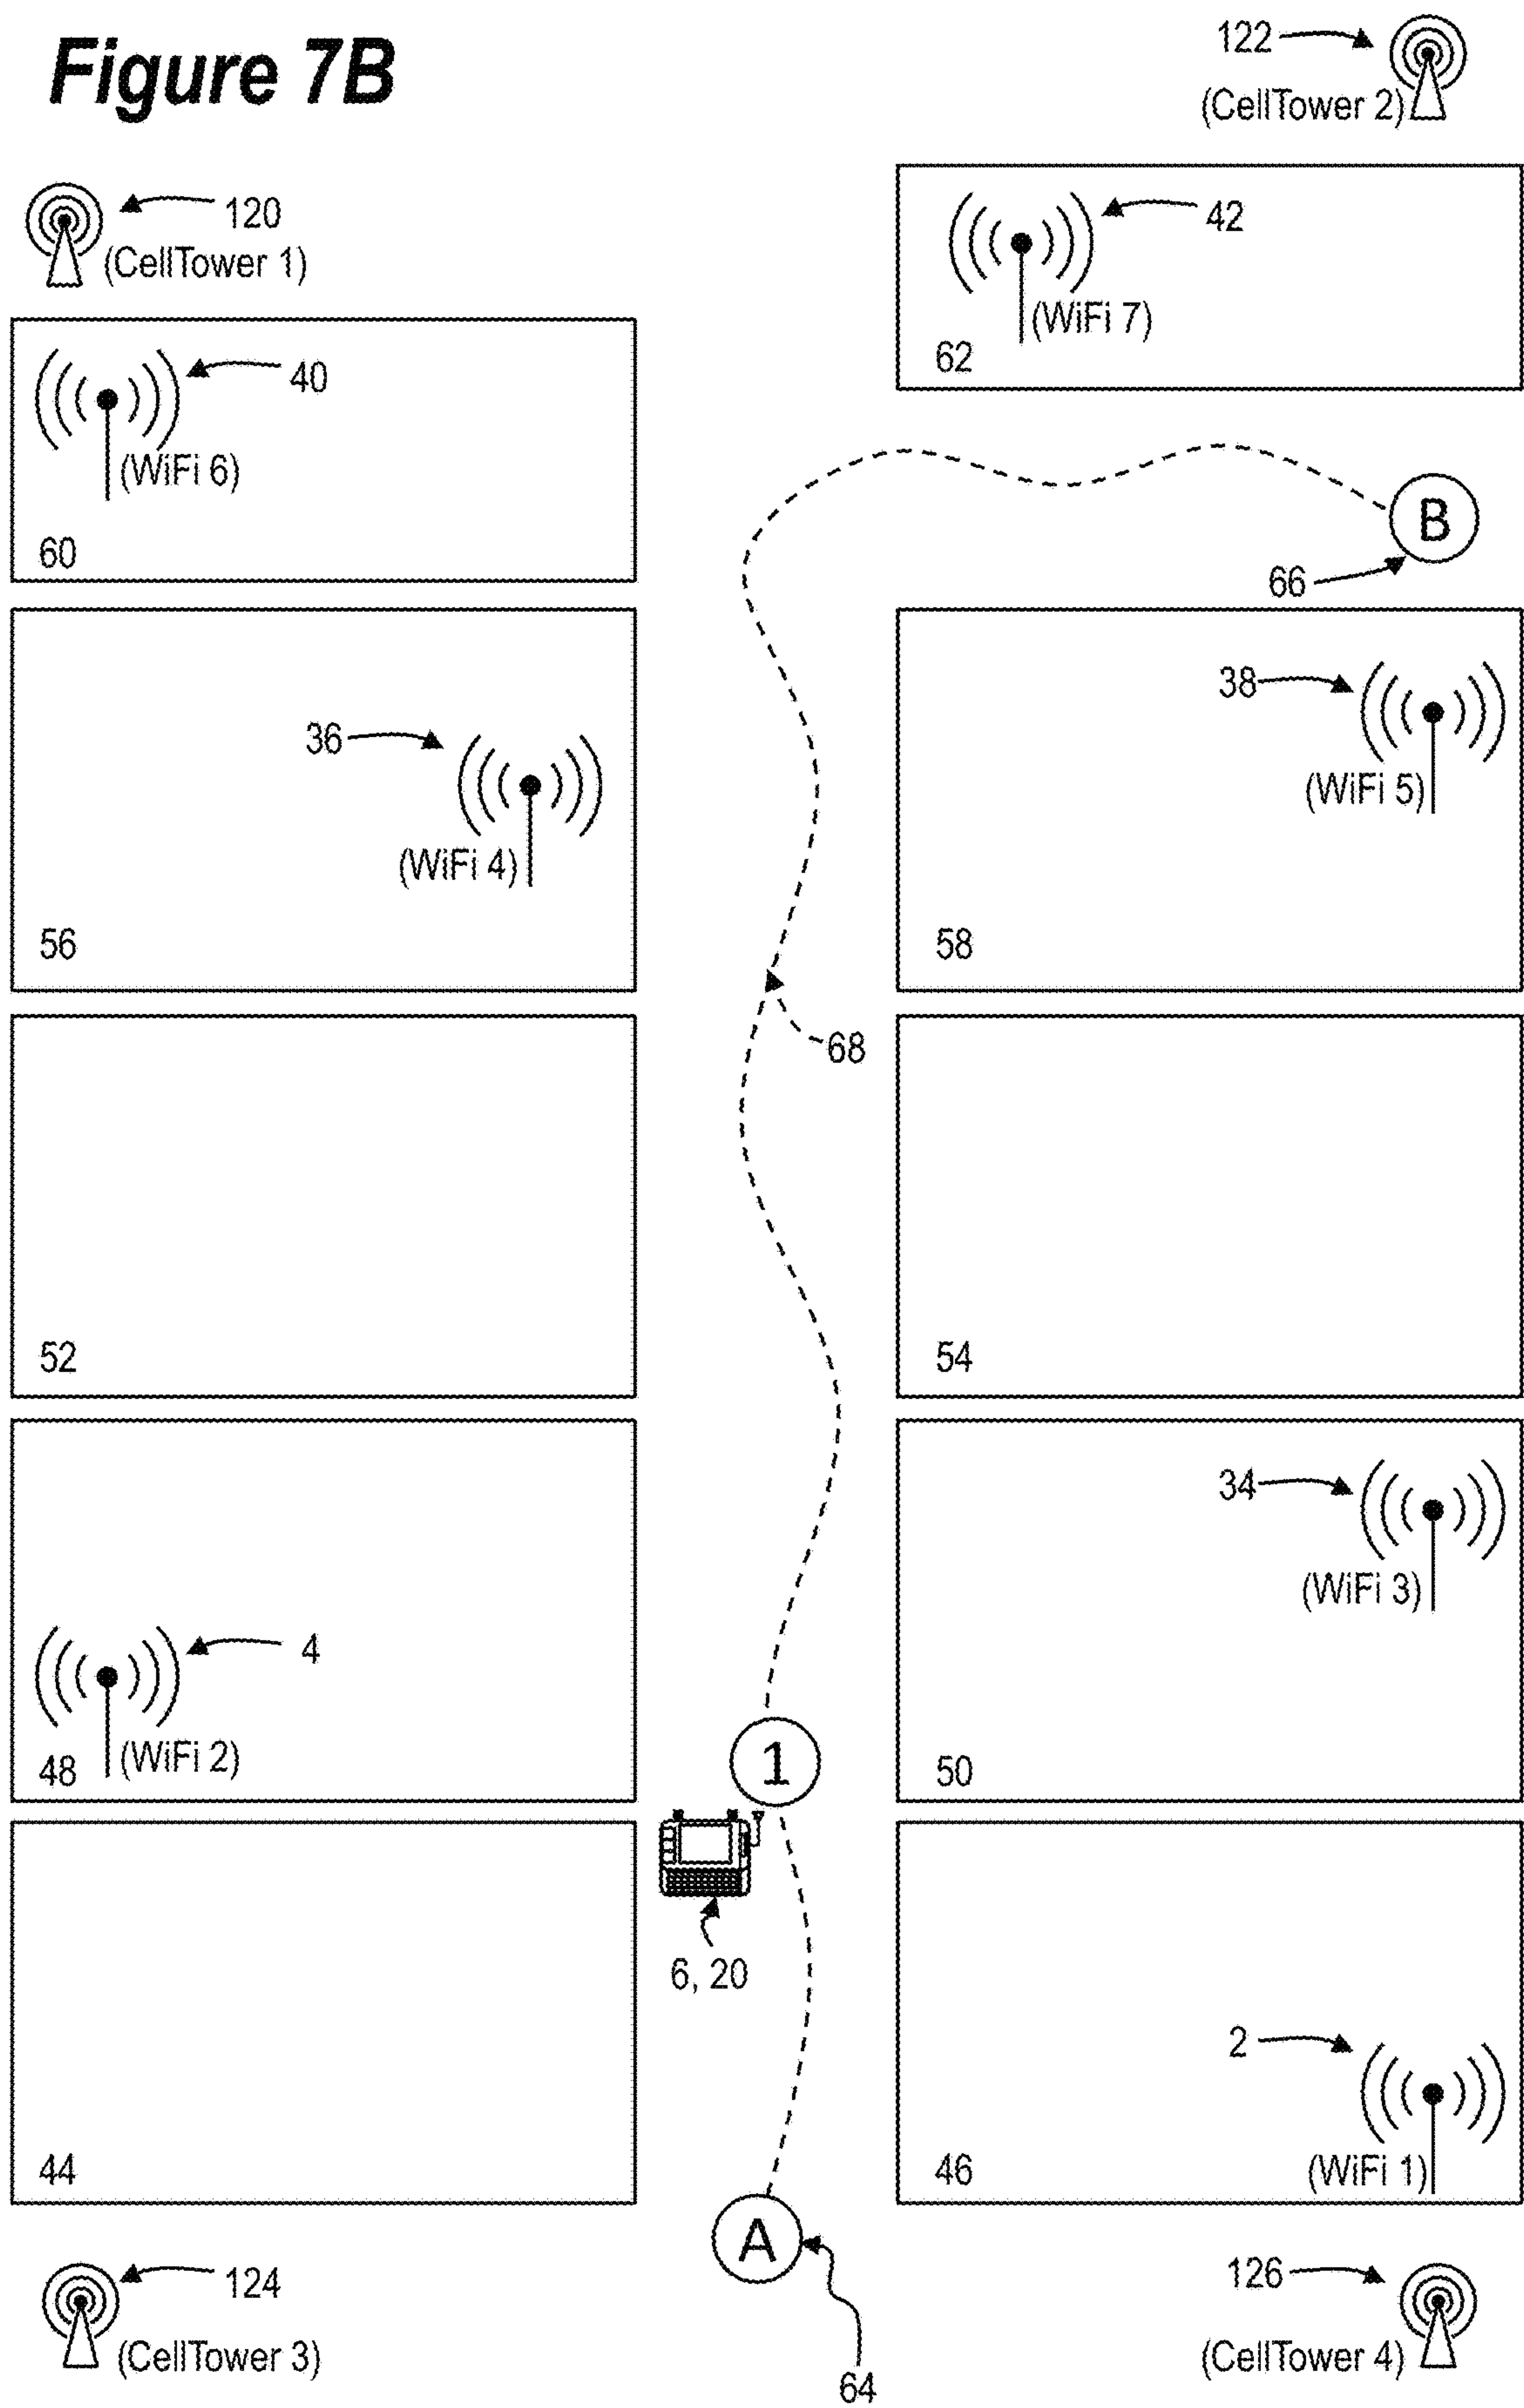 Figure 7B
122
(CellTower 2)
120
(CellTower 1)
42
(WiFi 7)
62
40
(WiFi 6)
60
B
66
36
(WiFi 4)
56
38
(WiFi 5)
58
68
52
54
34
(WiFi 3)
50
4
(WiFi 2)
48
1
6, 20
44
2
(WiFi 1)
46
A
64
124
(CellTower 3)
126
(CellTower 4)